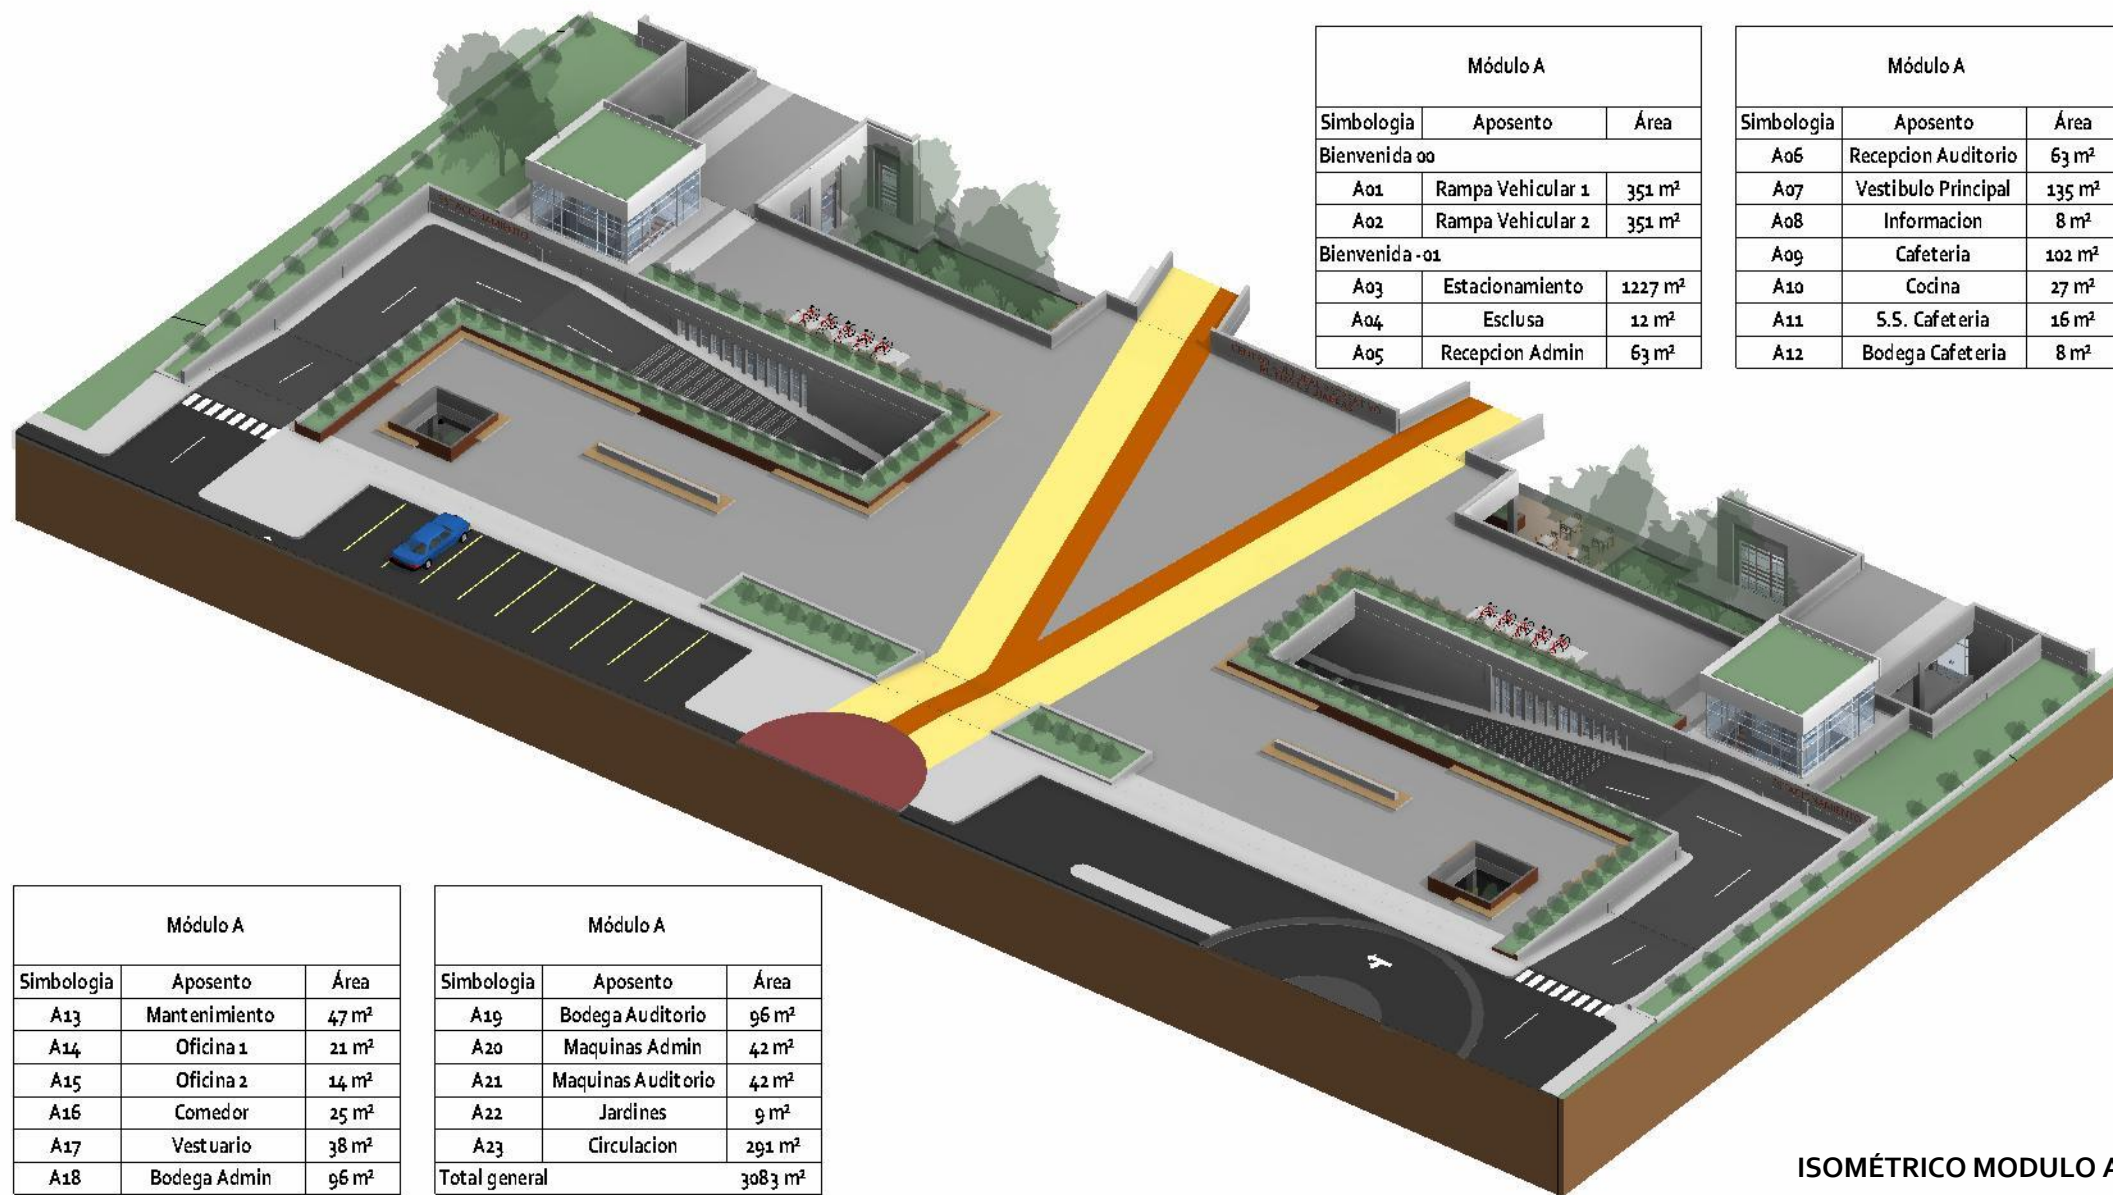 Módulo A
Simbologia Aposento Área
Bienvenida 00
A01 Rampa Vehicular 1 351 m²
A02 Rampa Vehicular 2 351 m²
Bienvenida -01
A03 Estacionamiento 1227 m²
A04 Esclusa 12 m²
A05 Recepcion Admin 63 m²
Módulo A
Simbologia Aposento Área
A06 Recepcion Auditorio 63 m²
A07 Vestibulo Principal 135 m²
A08 Informacion 8 m²
A09 Cafeteria 102 m²
A10 Cocina 27 m²
A11 S.S. Cafeteria 16 m²
A12 Bodega Cafeteria 8 m²
ESTACIONAMIENTO
ESTACIONAMIENTO
Módulo A
Simbologia Aposento Área
A13 Mantenimiento 47 m²
A14 Oficina 1 21 m²
A15 Oficina 2 14 m²
A16 Comedor 25 m²
A17 Vestuario 38 m²
A18 Bodega Admin 96 m²
Módulo A
Simbologia Aposento Área
A19 Bodega Auditorio 96 m²
A20 Maquinas Admin 42 m²
A21 Maquinas Auditorio 42 m²
A22 Jardines 9 m²
A23 Circulacion 291 m²
Total general 3083 m²
ISOMÉTRICO MODULO A